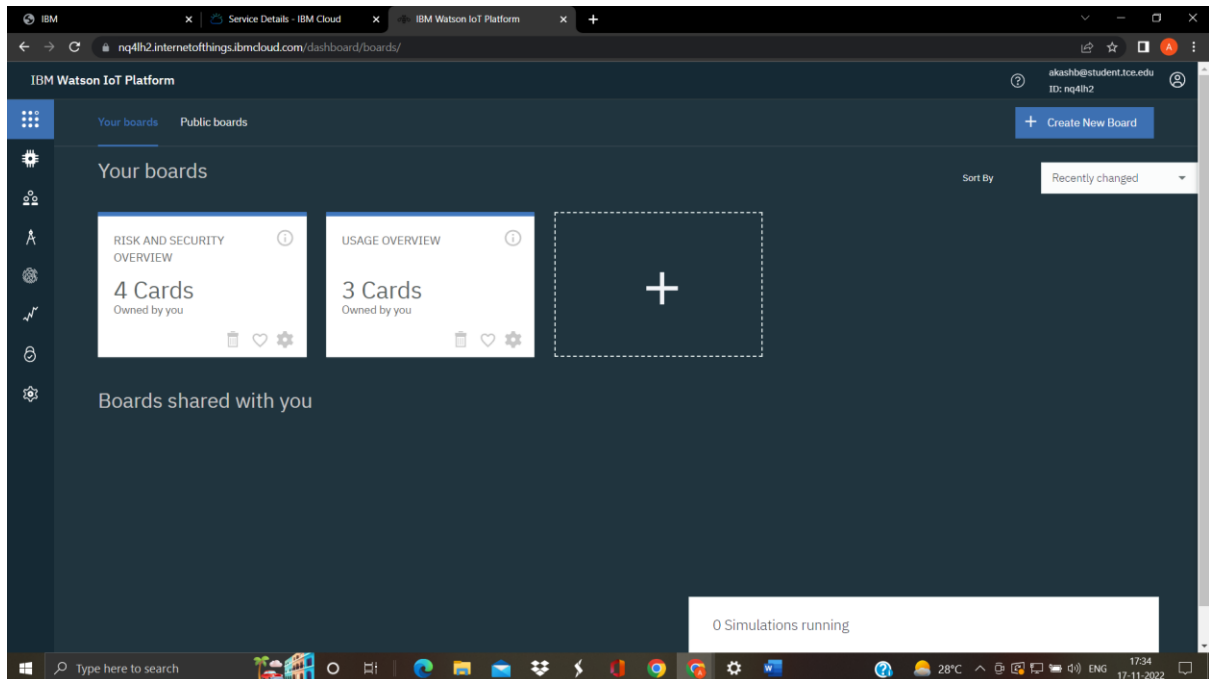 IBM
Service Details - IBM Cloud
IBM Watson IoT Platform
nq4lh2.internetofthings.ibmcloud.com/dashboard/boards/
A
IBM Watson IoT Platform
akashb@student.tce.edu
ID: nq4lh2
Your boards
Public boards
+ Create New Board
Your boards
Sort By
Recently changed
RISK AND SECURITY
OVERVIEW
4 Cards
Owned by you
USAGE OVERVIEW
3 Cards
Owned by you
Boards shared with you
0 Simulations running
Type here to search
28°C
ENG
17:34
17-11-2022